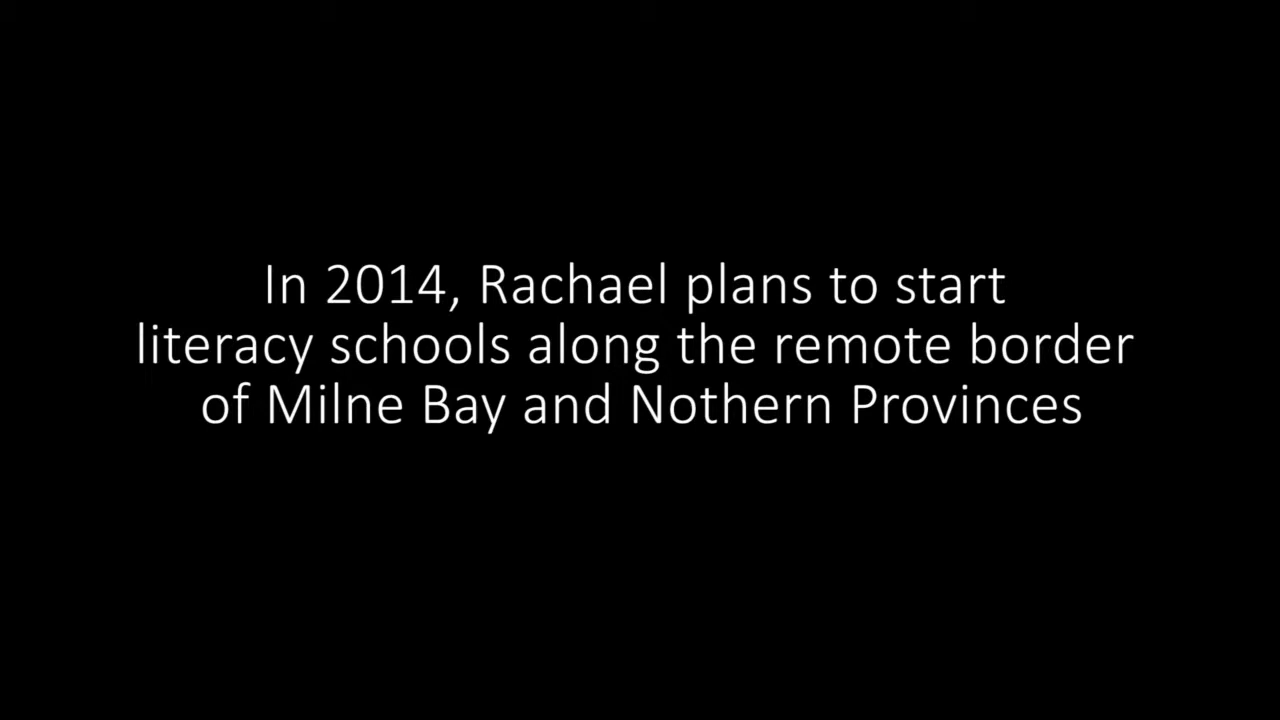 In 2014, Rachael plans to start
literacy schools along the remote border
of Milne Bay and Nothern Provinces